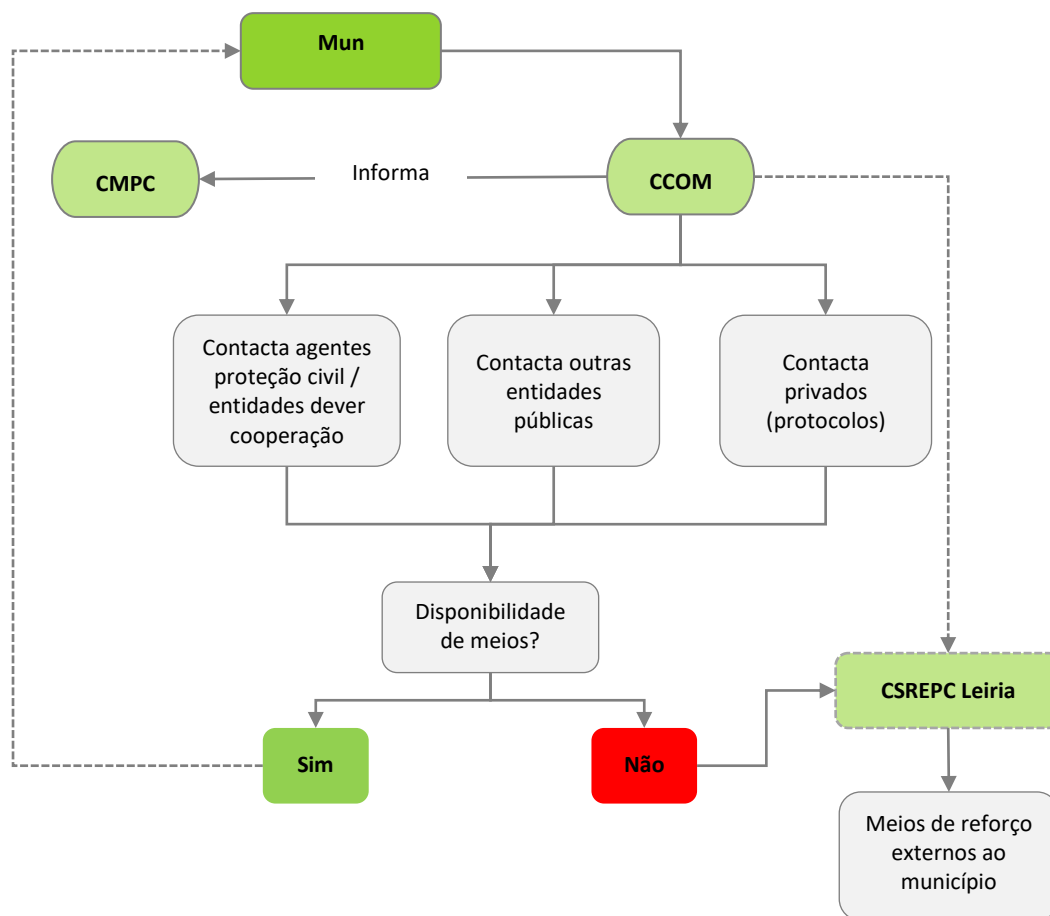 Mun
CMPC
Informa
CCOM
Contacta agentes
proteção civil /
entidades dever
cooperação
Contacta outras
entidades
públicas
Contacta
privados
(protocolos)
Disponibilidade
de meios?
CSREPC Leiria
Sim
Não
Meios de reforço
externos ao
município